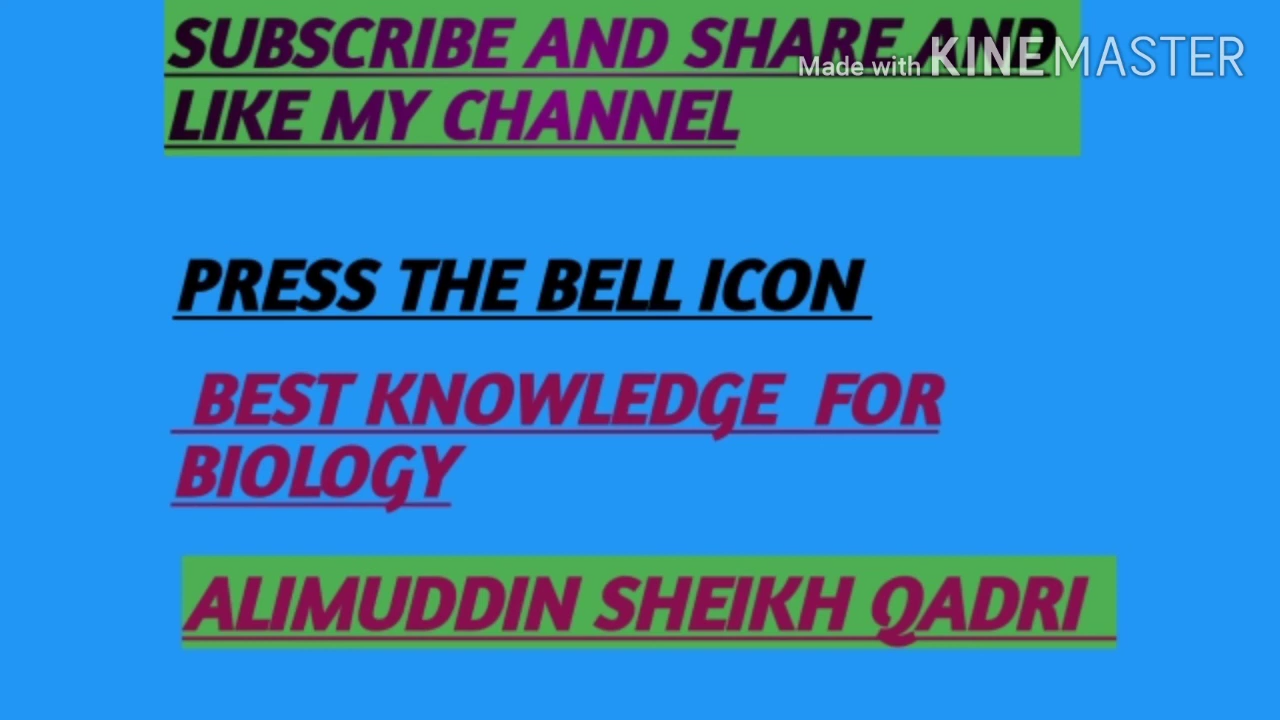 SUBSCRIBE AND SHARE AND
Made with KINEMASTER
LIKE MY CHANNEL
PRESS THE BELL ICON
BEST KNOWLEDGE FOR
BIOLOGY
ALIMUDDIN SHEIKH QADRI